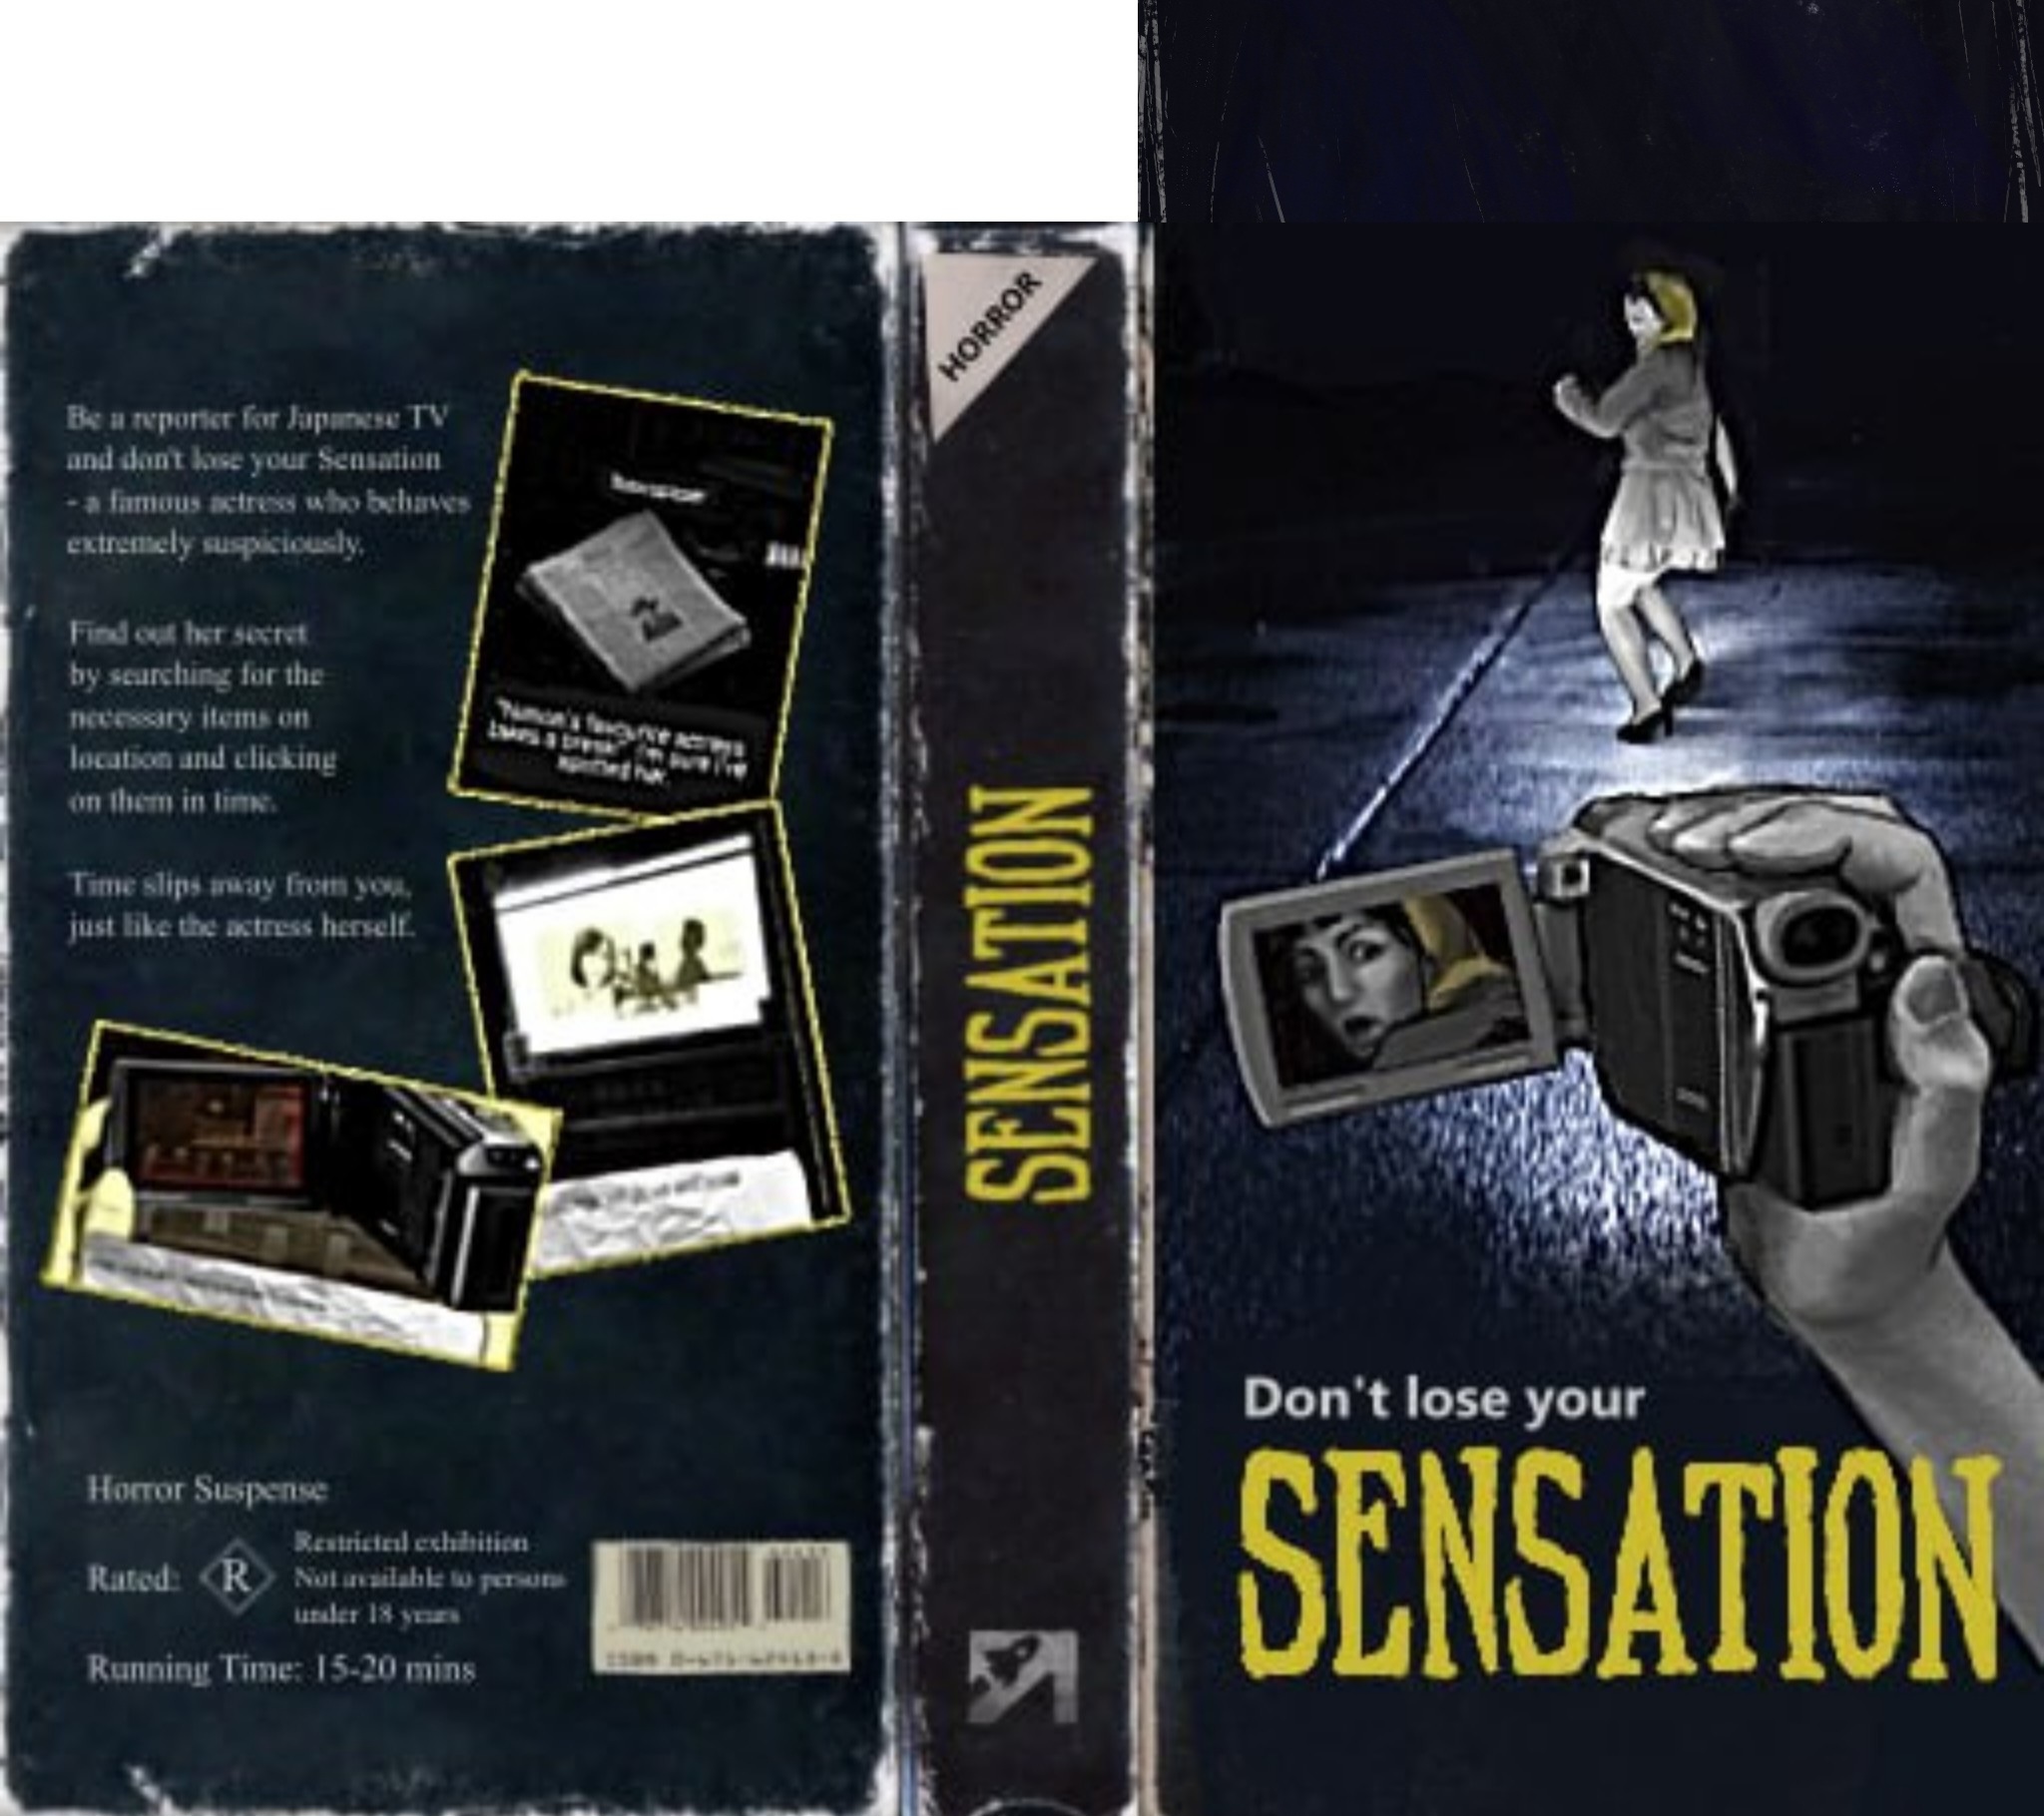 Be a reporter for Japanese TV
and don't lose your Sensation
- a famous actress who behaves
extremely suspiciously.
Find out her secret
by searching for the
necessary items on
location and clicking
on them in time.
Time slips away from you,
just like the actress herself.
Horror Suspense
Rated: R
Restricted exhibition
Not available to persons
under 18 years
Running Time: 15-20 mins
HORROR
SENSATION
Don't lose your
SENSATION